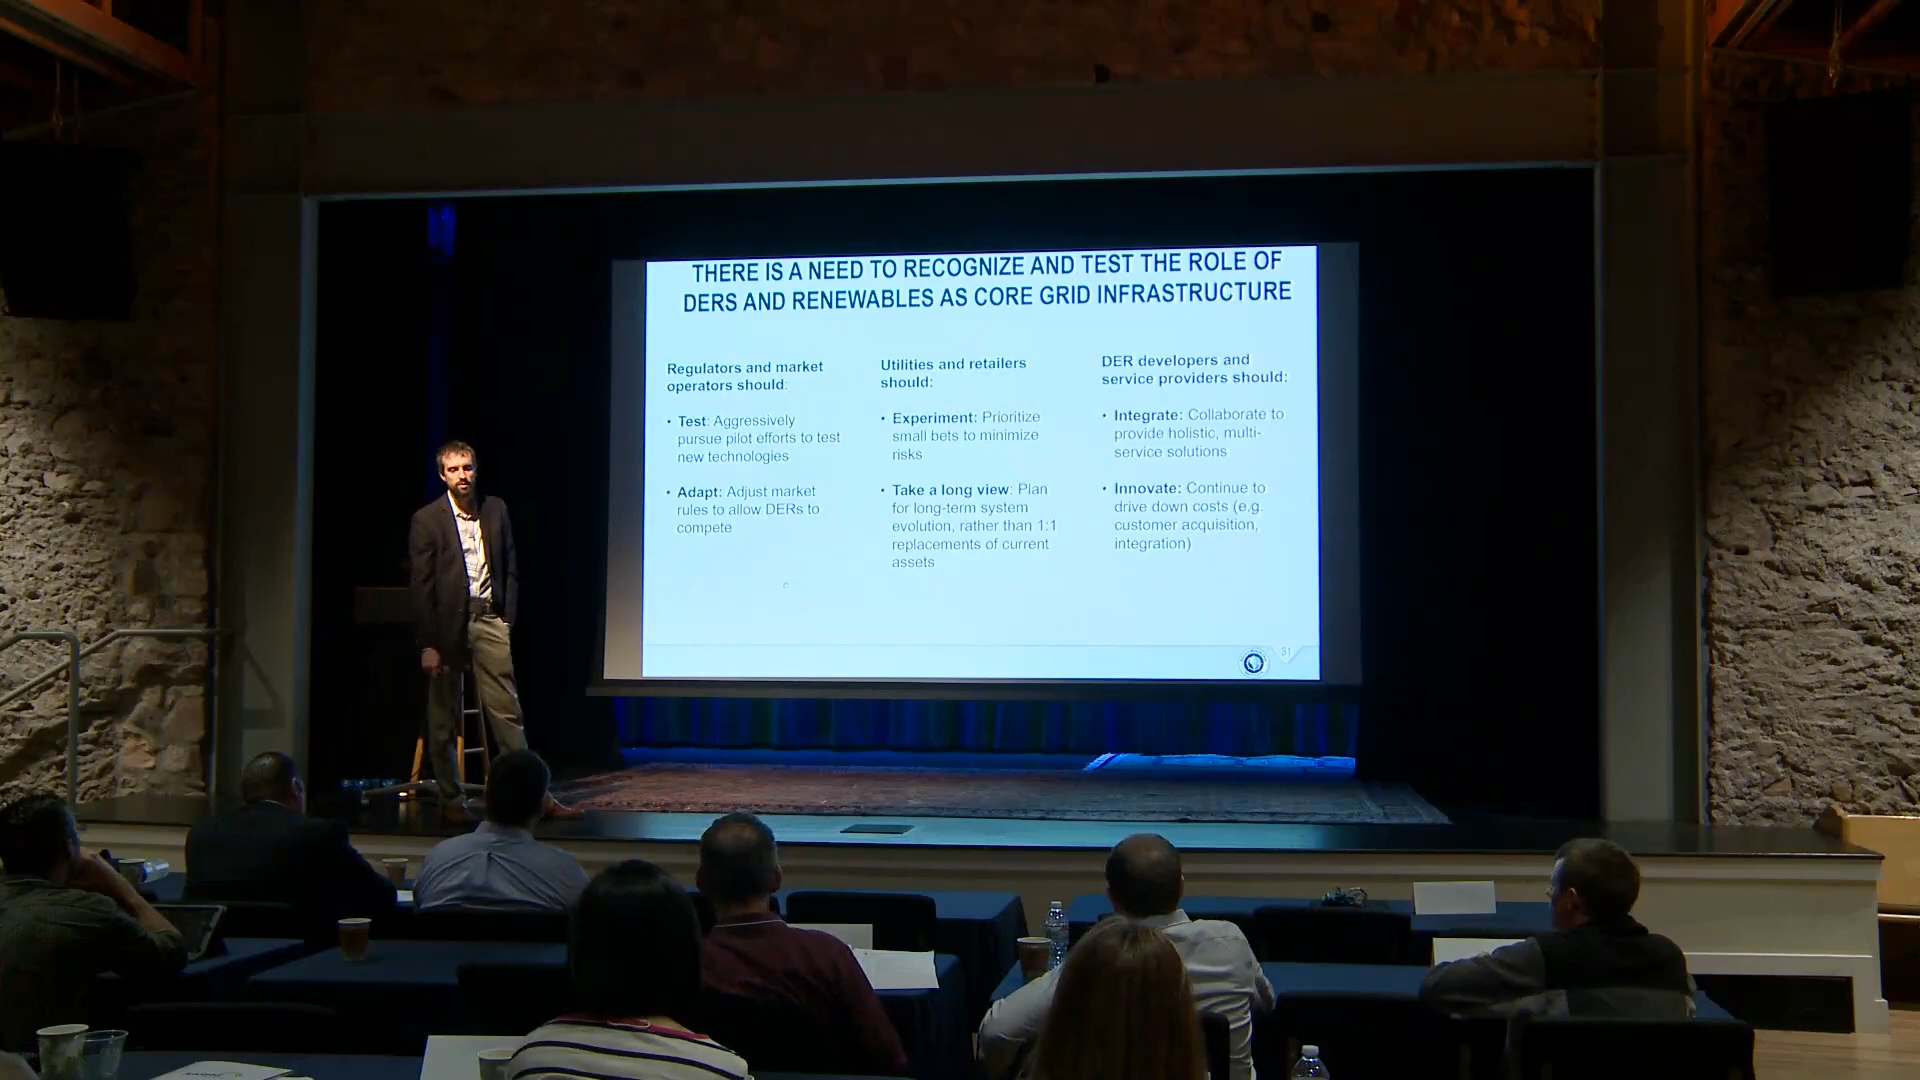 THERE IS A NEED TO RECOGNIZE AND TEST THE ROLE OF
DERS AND RENEWABLES AS CORE GRID INFRASTRUCTURE
Regulators and market
operators should:
• Test: Aggressively
pursue pilot efforts to test
new technologies
• Adapt: Adjust market
rules to allow DERs to
compete
Utilities and retailers
should:
• Experiment: Prioritize
small bets to minimize
risks
• Take a long view: Plan
for long-term system
evolution, rather than 1:1
replacements of current
assets
DER developers and
service providers should:
• Integrate: Collaborate to
provide holistic, multi-
service solutions
• Innovate: Continue to
drive down costs (e.g.
customer acquisition,
integration)
31